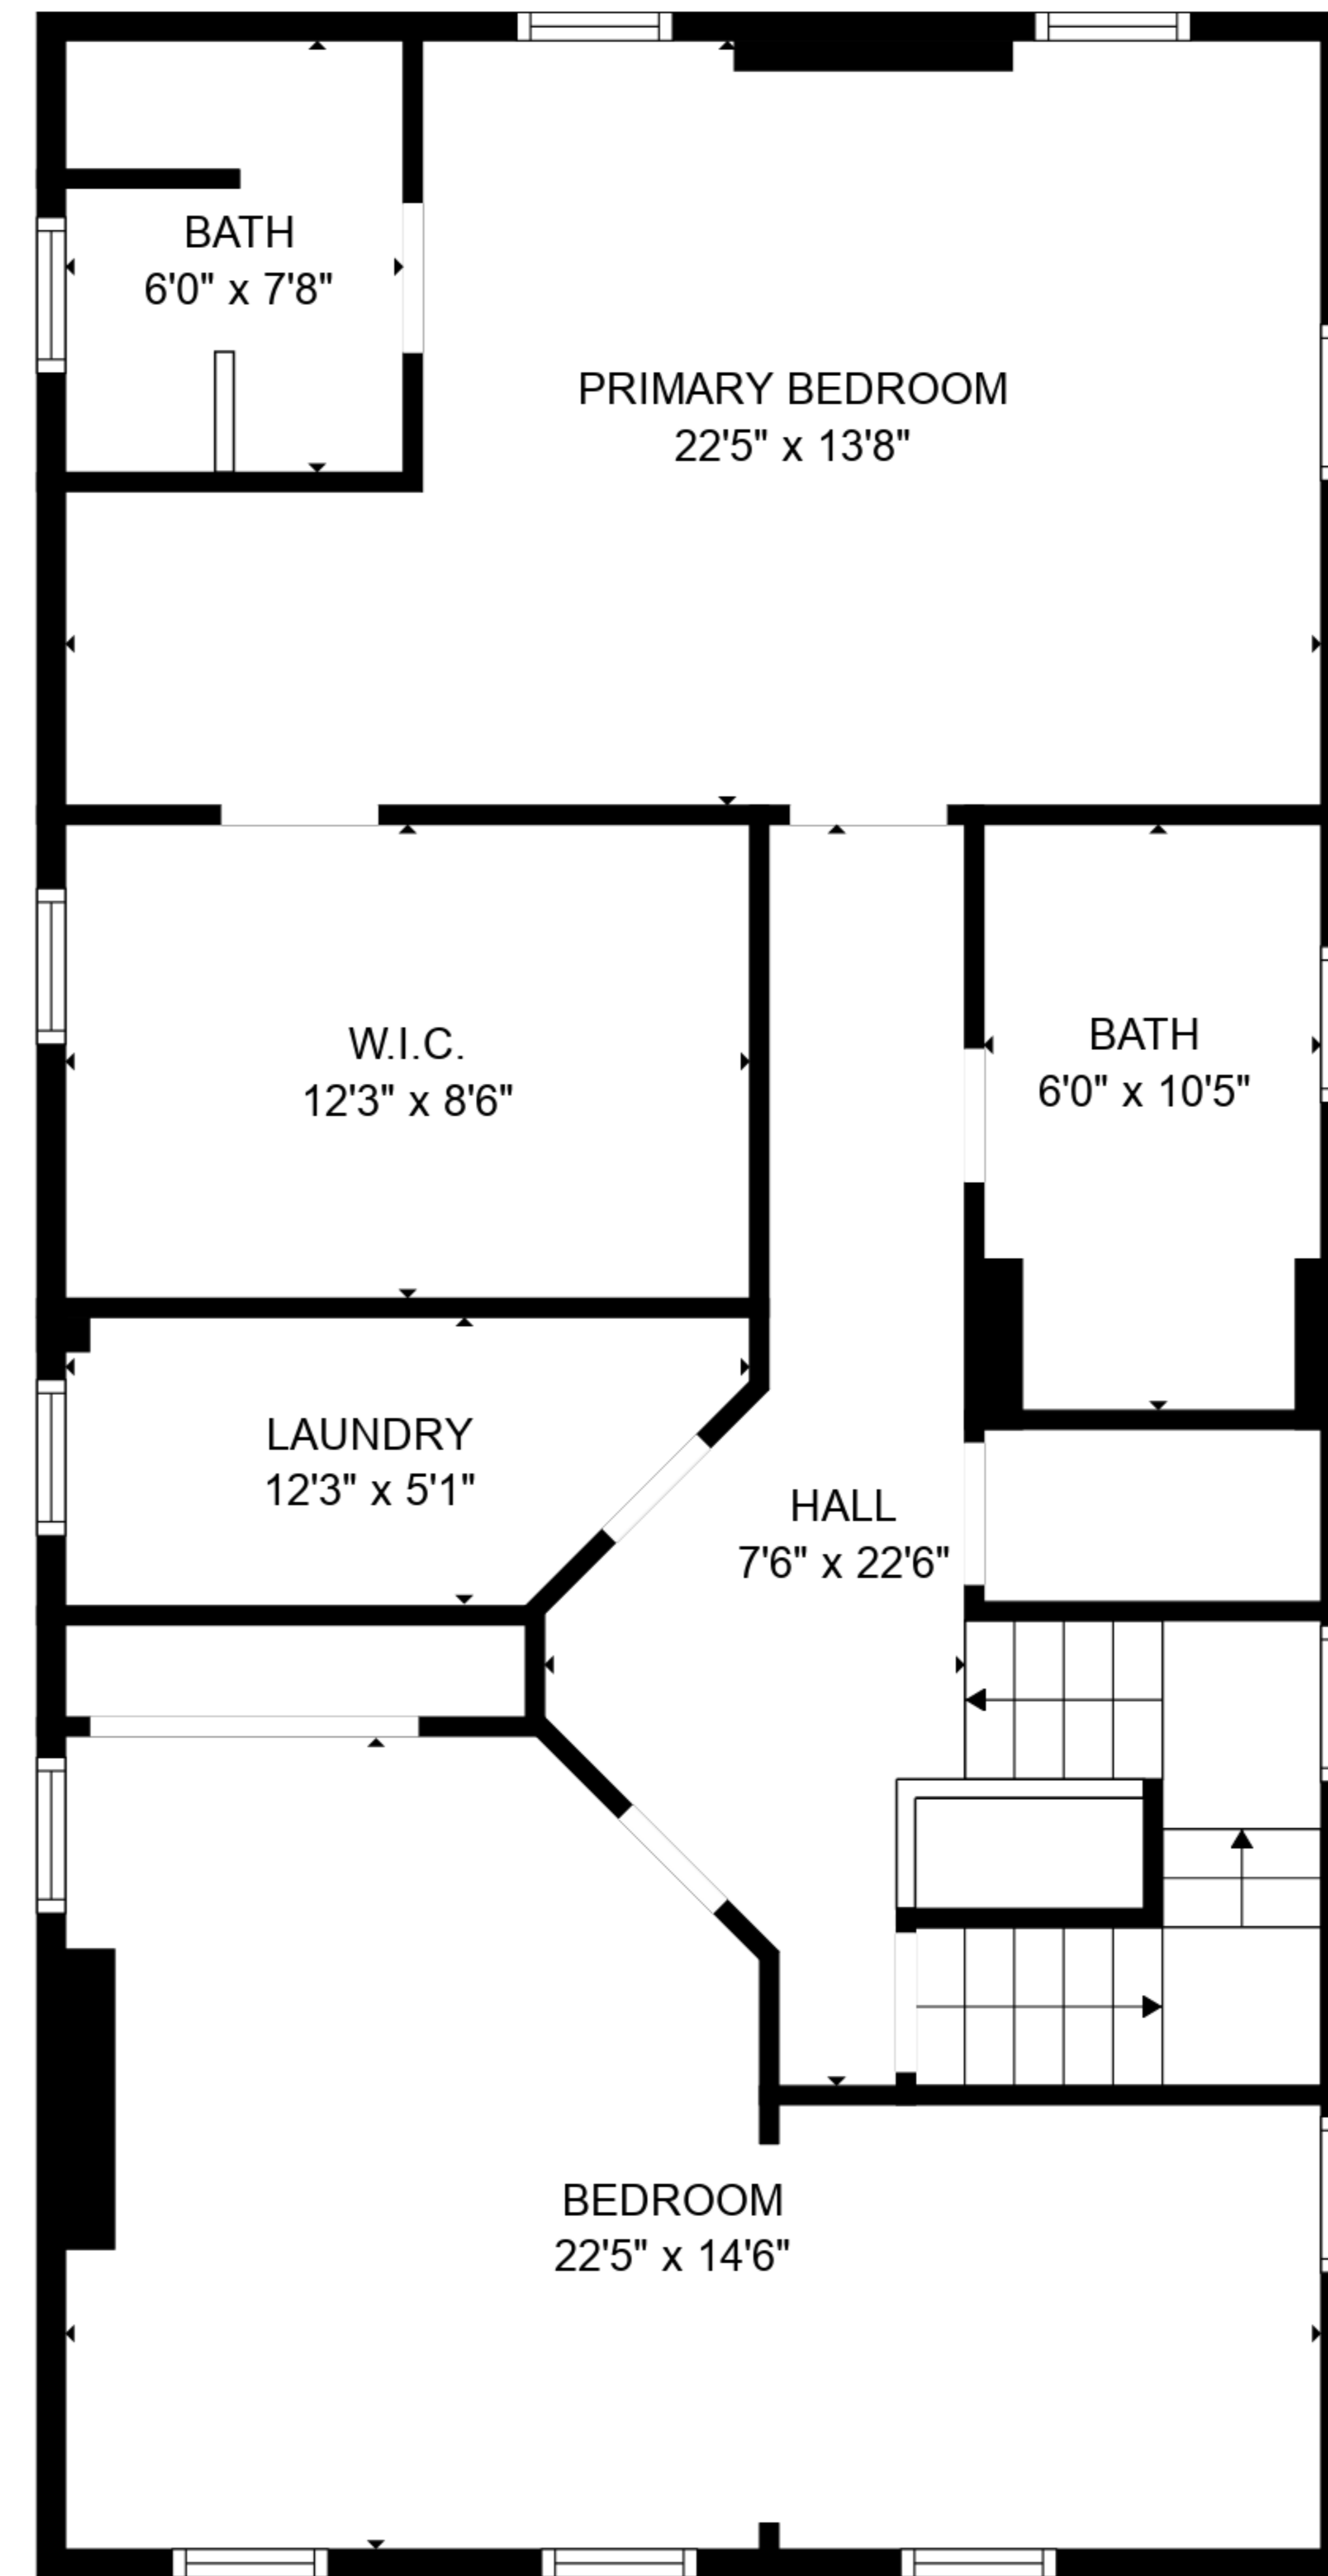 BATH
6'0" x 7'8"
PRIMARY BEDROOM
22'5" x 13'8"
W.I.C.
12'3" x 8'6"
BATH
6'0" x 10'5"
LAUNDRY
12'3" x 5'1"
HALL
7'6" x 22'6"
BEDROOM
22'5" x 14'6"